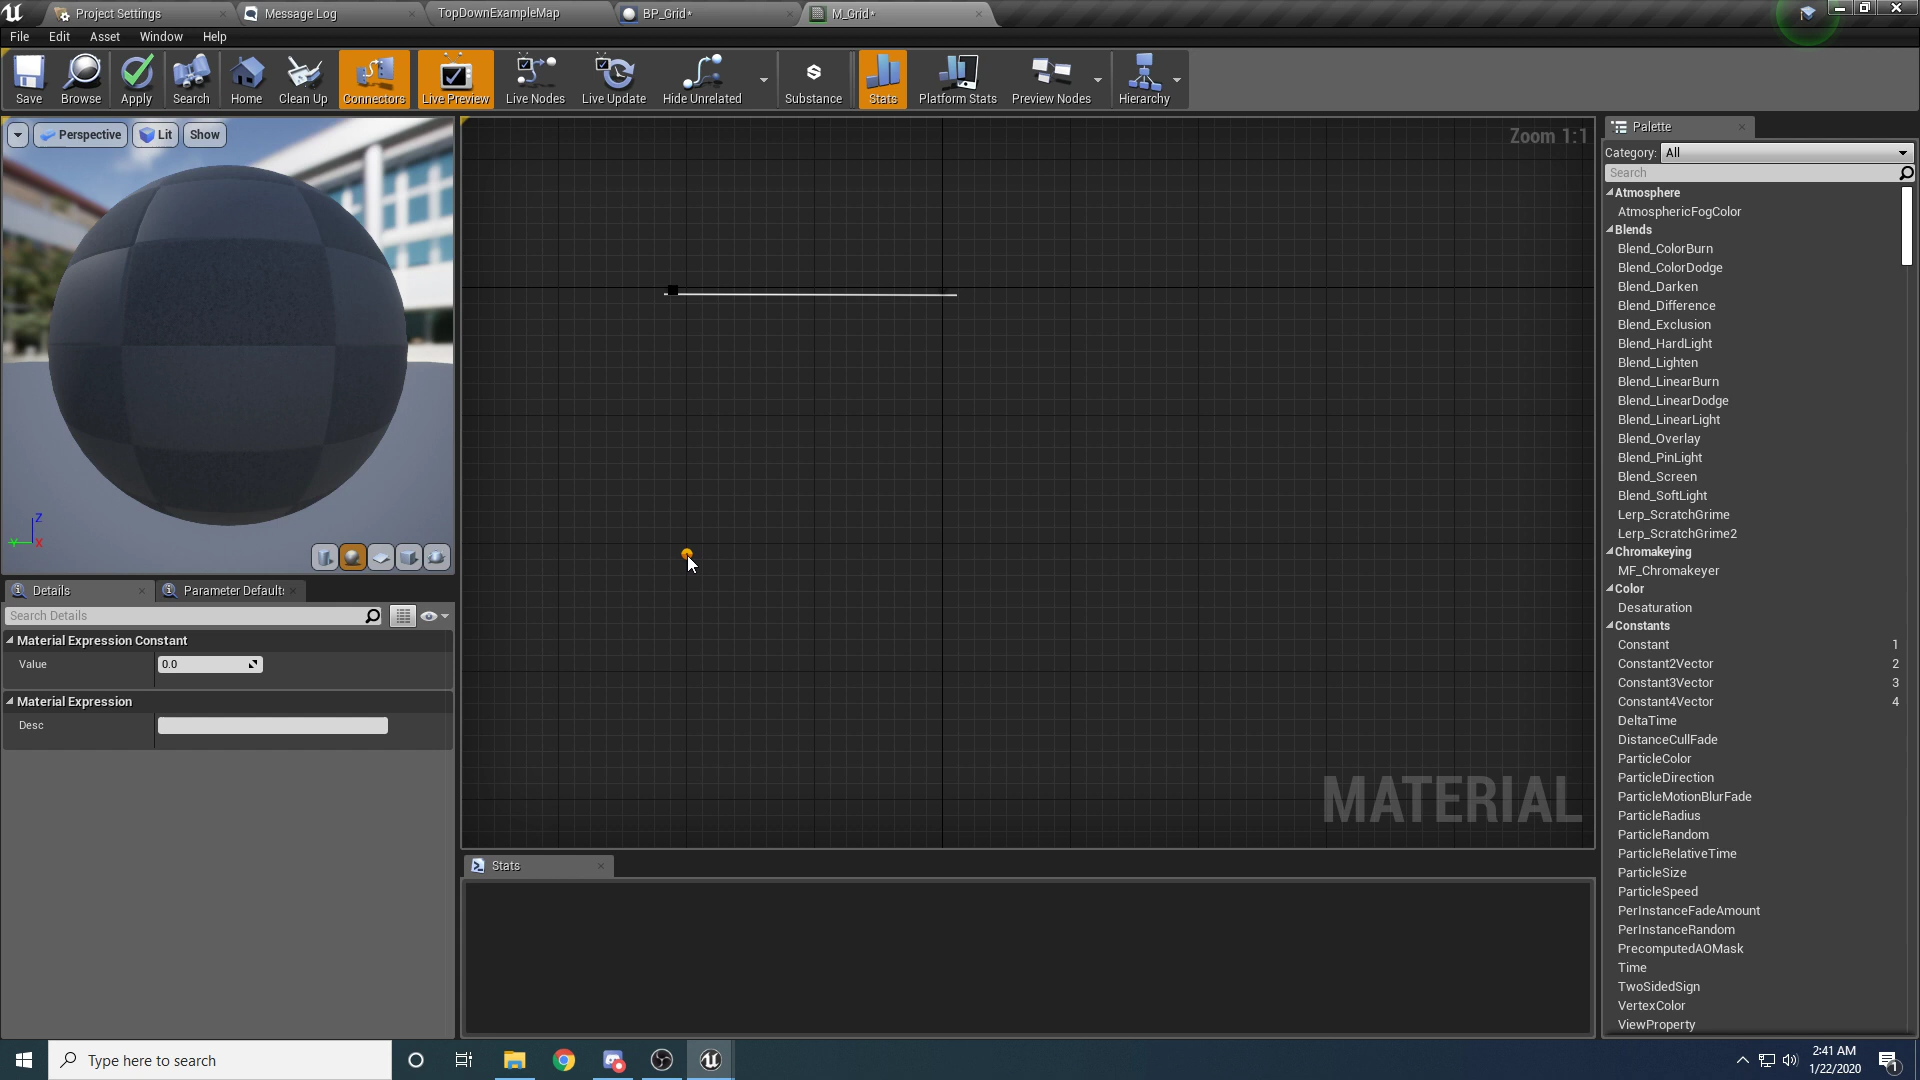 Project Settings
Message Log
TopDownExampleMap
BP_Grid*
M_Grid*
File Edit Asset Window Help
Save Browse Apply Search Home Clean Up Connectors Live Preview Live Nodes Live Update Hide Unrelated Substance Stats Platform Stats Preview Nodes Hierarchy
Perspective Lit Show
Zoom 1:1
Z
Y
X
MATERIAL
Details
Parameter Defaults
Search Details
Material Expression Constant
Value 0.0
Material Expression
Desc
Stats
Palette
Category: All
Search
Atmosphere
AtmosphericFogColor
Blends
Blend_ColorBurn
Blend_ColorDodge
Blend_Darken
Blend_Difference
Blend_Exclusion
Blend_HardLight
Blend_Lighten
Blend_LinearBurn
Blend_LinearDodge
Blend_LinearLight
Blend_Overlay
Blend_PinLight
Blend_Screen
Blend_SoftLight
Lerp_ScratchGrime
Lerp_ScratchGrime2
Chromakeying
MF_Chromakeyer
Color
Desaturation
Constants
Constant 1
Constant2Vector 2
Constant3Vector 3
Constant4Vector 4
DeltaTime
DistanceCullFade
ParticleColor
ParticleDirection
ParticleMotionBlurFade
ParticleRadius
ParticleRandom
ParticleRelativeTime
ParticleSize
ParticleSpeed
PerInstanceFadeAmount
PerInstanceRandom
PrecomputedAOMask
Time
TwoSidedSign
VertexColor
ViewProperty
Type here to search
2:41 AM
1/22/2020
1